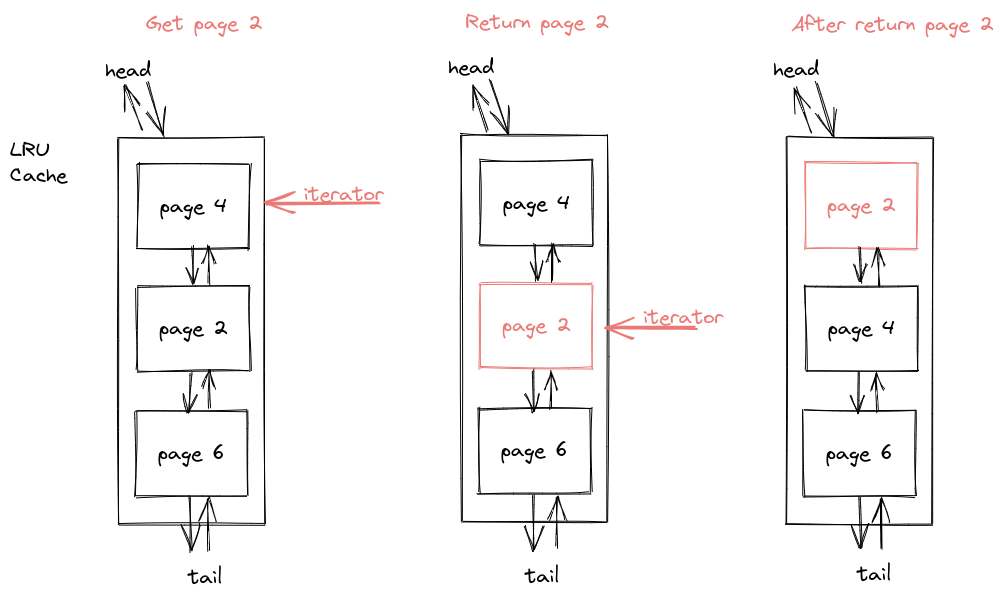 Get page 2
Return page 2
After return page 2
head
head
head
LRU
Cache
page 4
iterator
page 2
page 6
tail
page 4
page 2
iterator
page 6
tail
page 2
page 4
page 6
tail